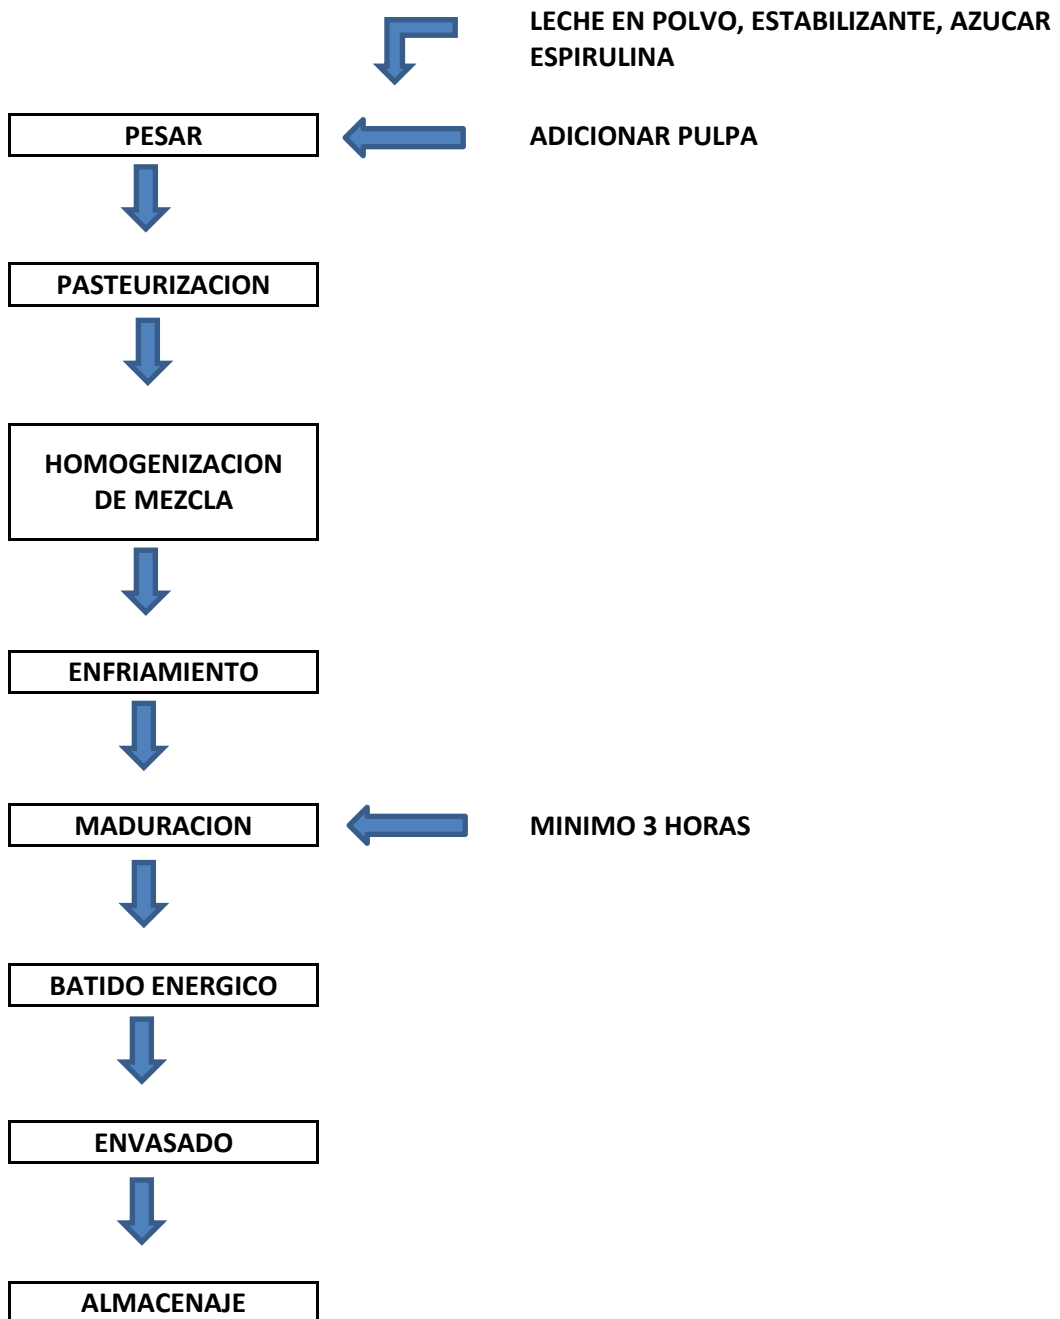 LECHE EN POLVO, ESTABILIZANTE, AZUCAR
ESPIRULINA
PESAR
ADICIONAR PULPA
PASTEURIZACION
HOMOGENIZACION
DE MEZCLA
ENFRIAMIENTO
MADURACION
MINIMO 3 HORAS
BATIDO ENERGICO
ENVASADO
ALMACENAJE